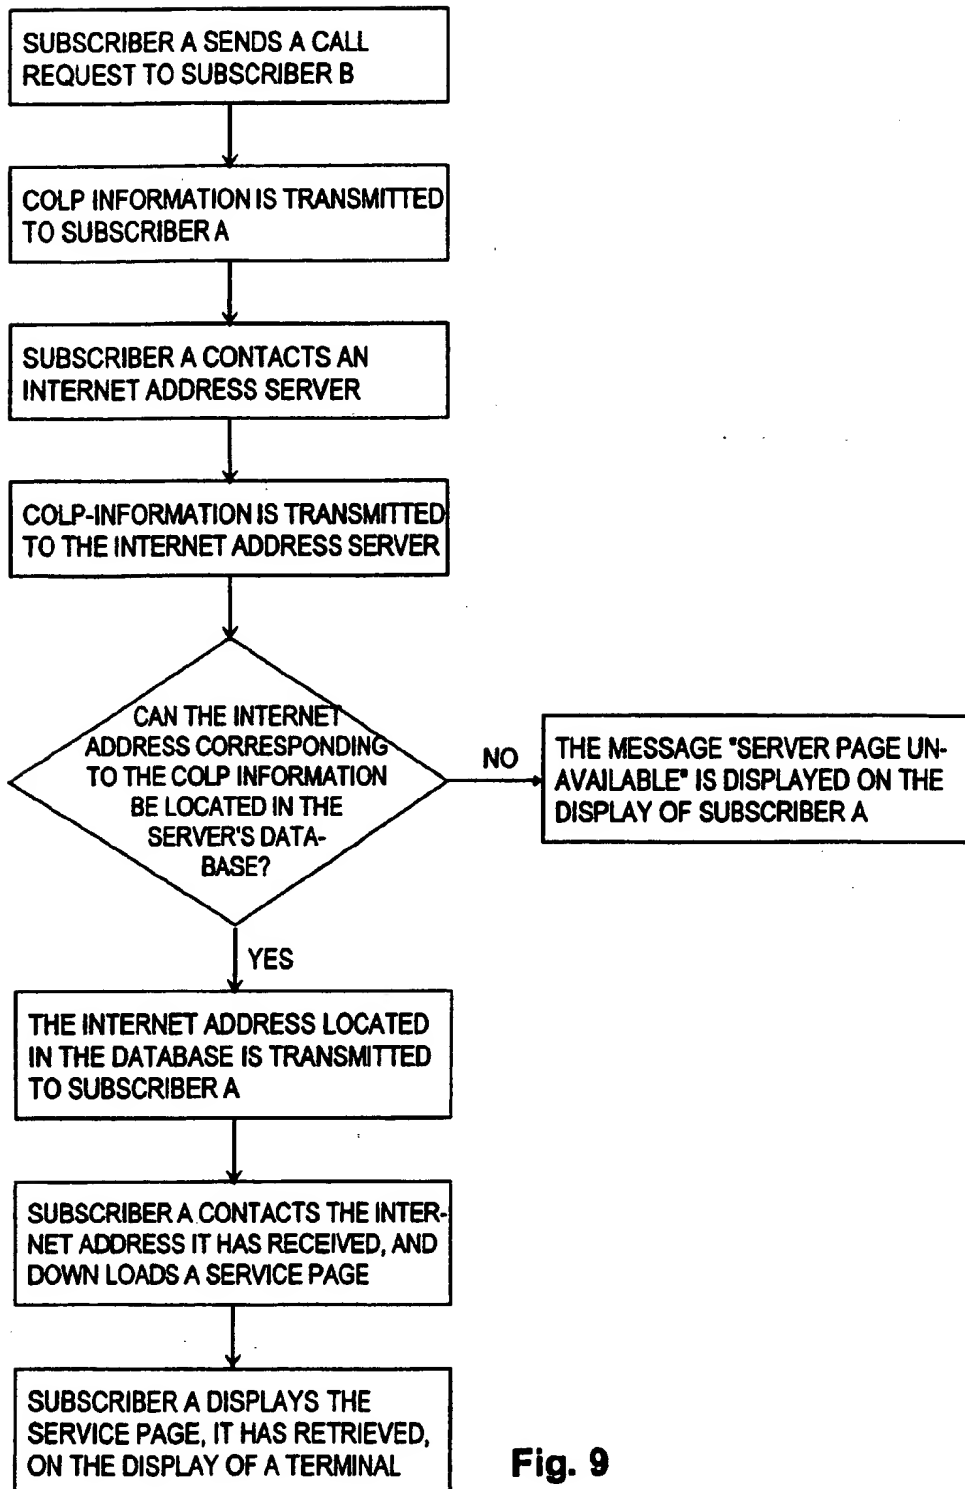 SUBSCRIBER A SENDS A CALL
REQUEST TO SUBSCRIBER B
COLP INFORMATION IS TRANSMITTED
TO SUBSCRIBER A
SUBSCRIBER A CONTACTS AN
INTERNET ADDRESS SERVER
COLP-INFORMATION IS TRANSMITTED
TO THE INTERNET ADDRESS SERVER
CAN THE INTERNET
ADDRESS CORRESPONDING
TO THE COLP INFORMATION
BE LOCATED IN THE
SERVER'S DATA-
BASE?
NO
THE MESSAGE "SERVER PAGE UN-
AVAILABLE" IS DISPLAYED ON THE
DISPLAY OF SUBSCRIBER A
YES
THE INTERNET ADDRESS LOCATED
IN THE DATABASE IS TRANSMITTED
TO SUBSCRIBER A
SUBSCRIBER A CONTACTS THE INTER-
NET ADDRESS IT HAS RECEIVED, AND
DOWN LOADS A SERVICE PAGE
SUBSCRIBER A DISPLAYS THE
SERVICE PAGE, IT HAS RETRIEVED,
ON THE DISPLAY OF A TERMINAL
Fig. 9